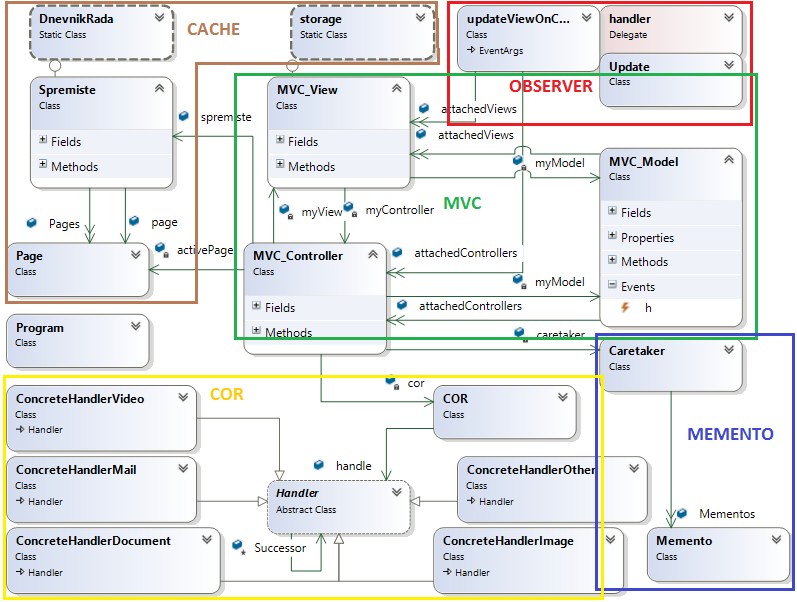 DnevnikRada
Static Class
CACHE
storage
Static Class
updateViewOnC...
Class
EventArgs
handler
Delegate
Update
Class
OBSERVER
Spremiste
Class
Fields
Methods
spremiste
MVC_View
Class
Fields
Methods
attachedViews
attachedViews
myModel
MVC_Model
Class
Fields
Properties
Methods
Events
h
Pages
page
activePage
myView
myController
MVC
Page
Class
MVC_Controller
Class
Fields
Methods
attachedControllers
myModel
attachedControllers
caretaker
Program
Class
Caretaker
Class
cor
COR
ConcreteHandlerVideo
Class
Handler
COR
Class
MEMENTO
ConcreteHandlerMail
Class
Handler
handle
Handler
Abstract Class
ConcreteHandlerOther
Class
Handler
Mementos
ConcreteHandlerDocument
Class
Handler
Successor
ConcreteHandlerImage
Class
Handler
Memento
Class